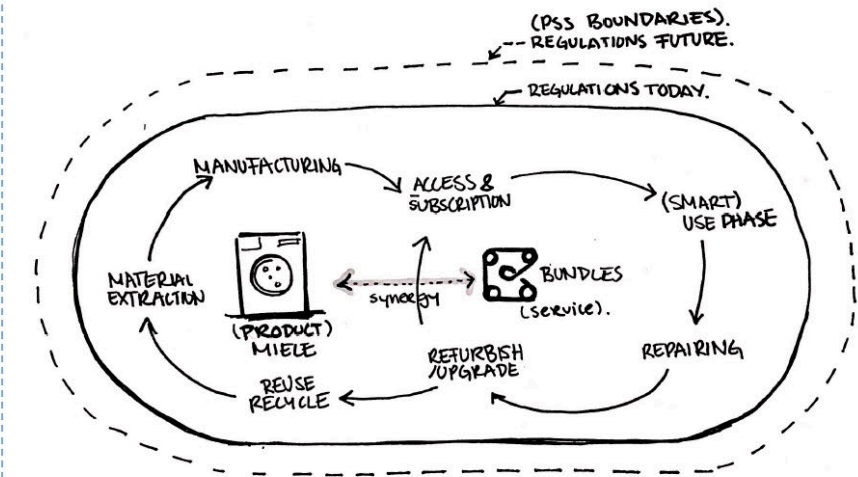 (PSS BOUNDARIES).
REGULATIONS FUTURE.
REGULATIONS TODAY.
MANUFACTURING
ACCESS &
SUBSCRIPTION
(SMART)
USE PHASE
MATERIAL
EXTRACTION
synergy
BUNDLES
(service).
(PRODUCT)
MIELE
REFURBISH
/UPGRADE
REPAIRING
REUSE
RECYCLE